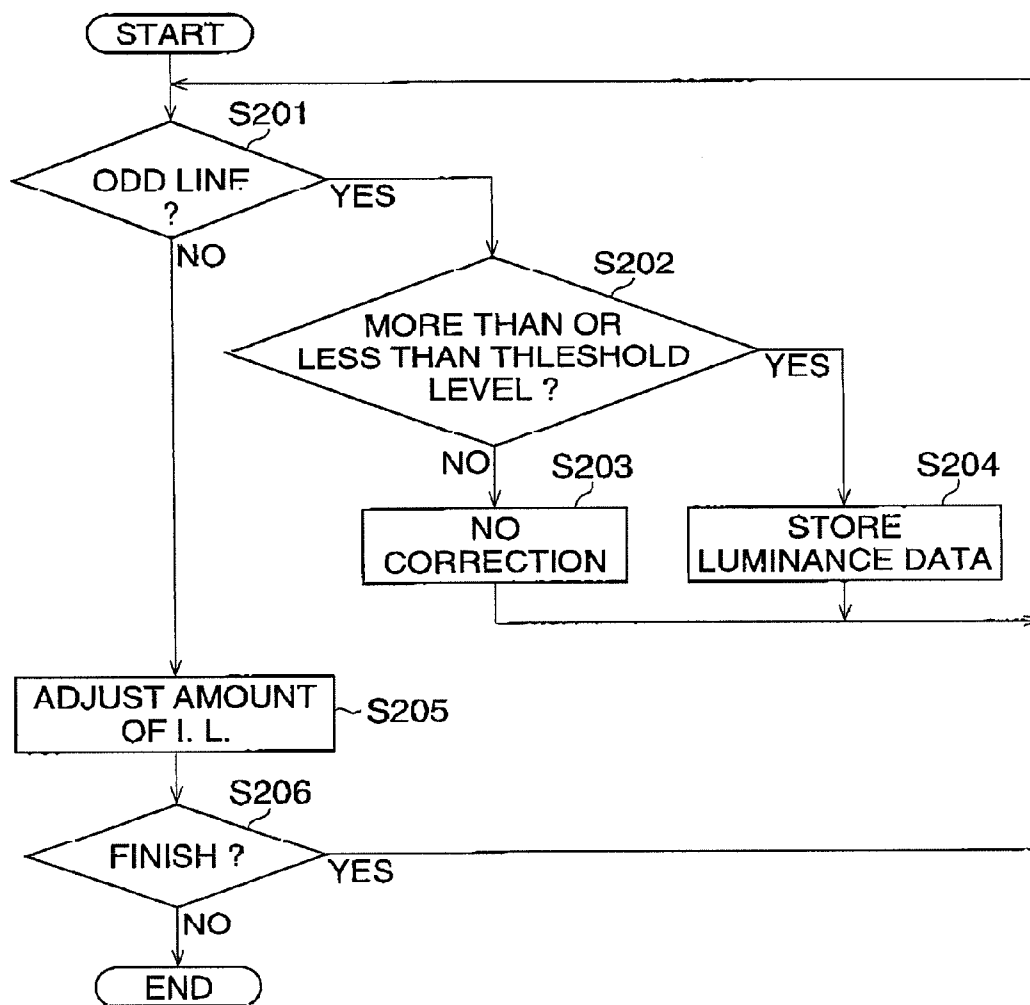 START
S201
ODD LINE
?
YES
NO
S202
MORE THAN OR
LESS THAN THLESHOLD
LEVEL ?
YES
NO
S203
NO
CORRECTION
S204
STORE
LUMINANCE DATA
ADJUST AMOUNT
OF I. L.
S205
S206
FINISH ?
YES
NO
END